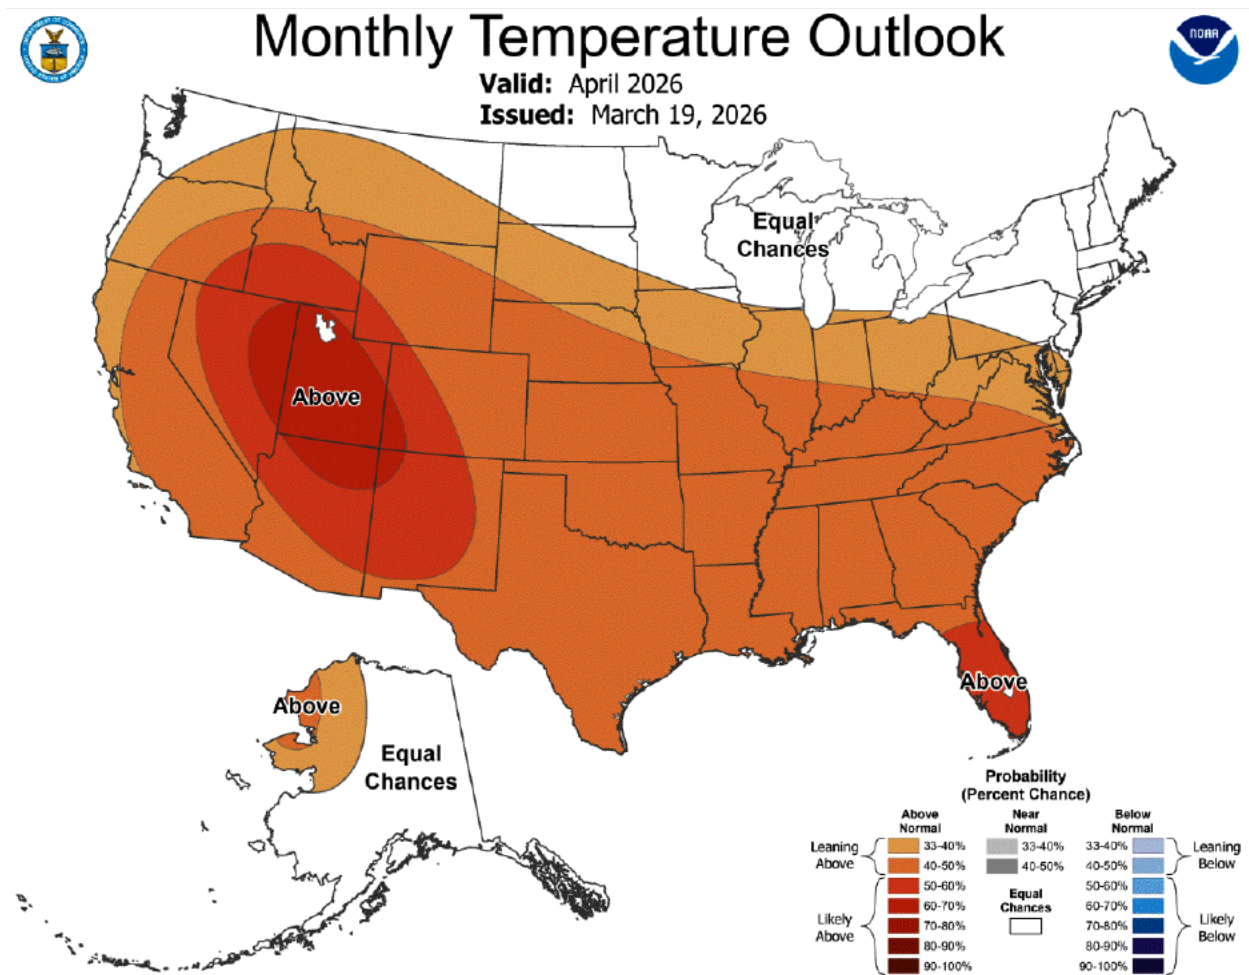 Monthly Temperature Outlook
Valid: April 2026
Issued: March 19, 2026
NOAA
Equal
Chances
Above
Above
Above
Equal
Chances
Probability
(Percent Chance)
Above
Normal
Near
Normal
Below
Normal
Leaning
Above
33-40%
40-50%
33-40%
40-50%
33-40%
40-50%
Leaning
Below
Likely
Above
50-60%
60-70%
70-80%
80-90%
90-100%
Equal
Chances
50-60%
60-70%
70-80%
80-90%
90-100%
Likely
Below